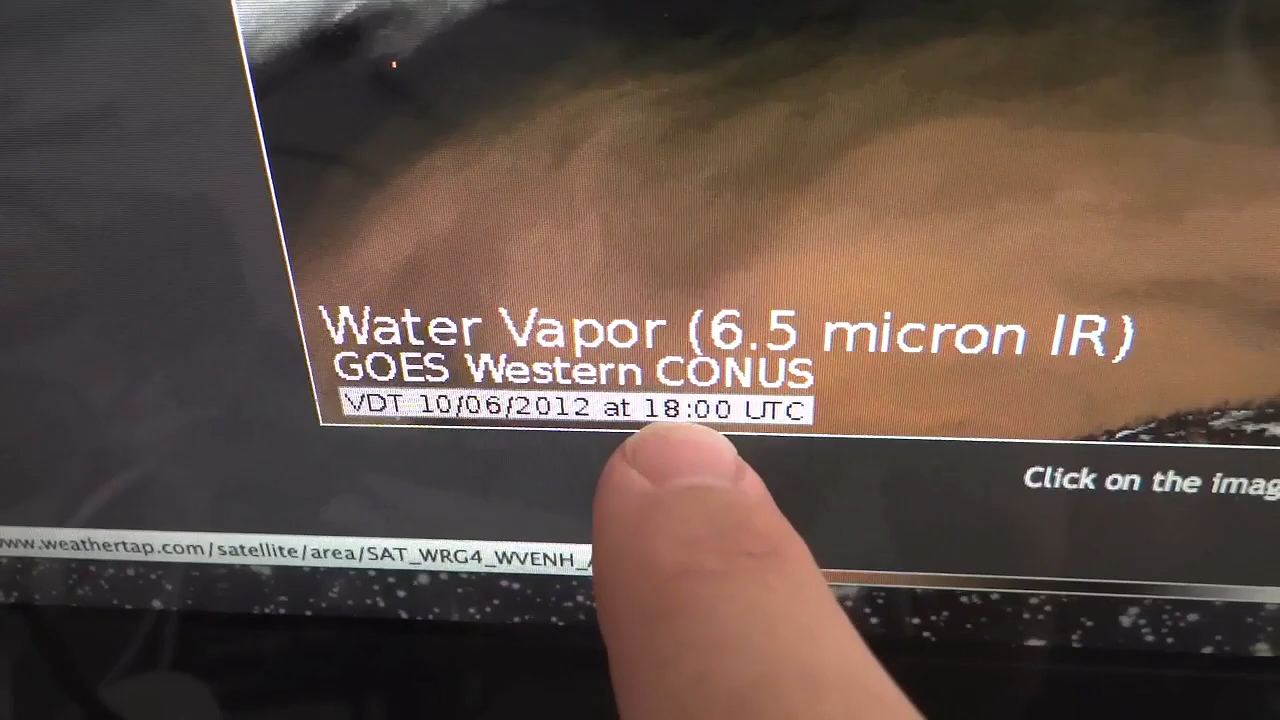 Water Vapor (6.5 micron IR)
GOES Western CONUS
VDT 10/06/2012 at 18:00 UTC
Click on the imag
www.weathertap.com/satellite/area/SAT_WRG4_WVENH_